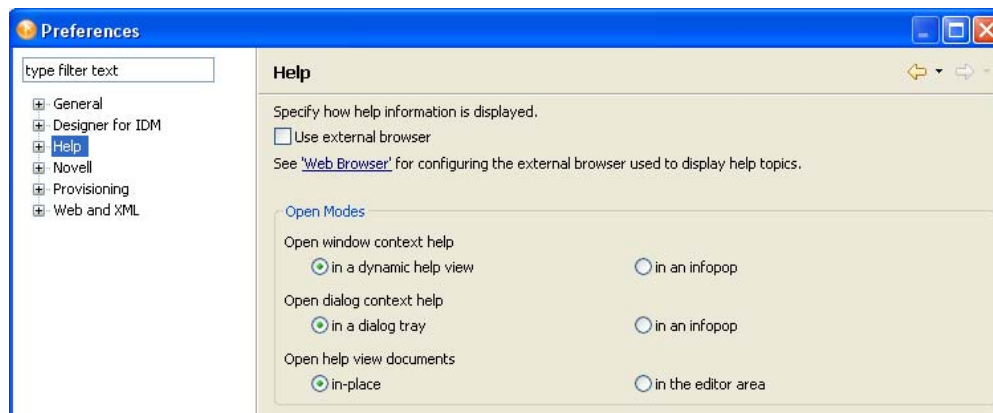 Preferences
type filter text
General
Designer for IDM
Help
Novell
Provisioning
Web and XML
Help
Specify how help information is displayed.
Use external browser
See 'Web Browser' for configuring the external browser used to display help topics.
Open Modes
Open window context help
in a dynamic help view in an infopop
Open dialog context help
in a dialog tray in an infopop
Open help view documents
in-place in the editor area